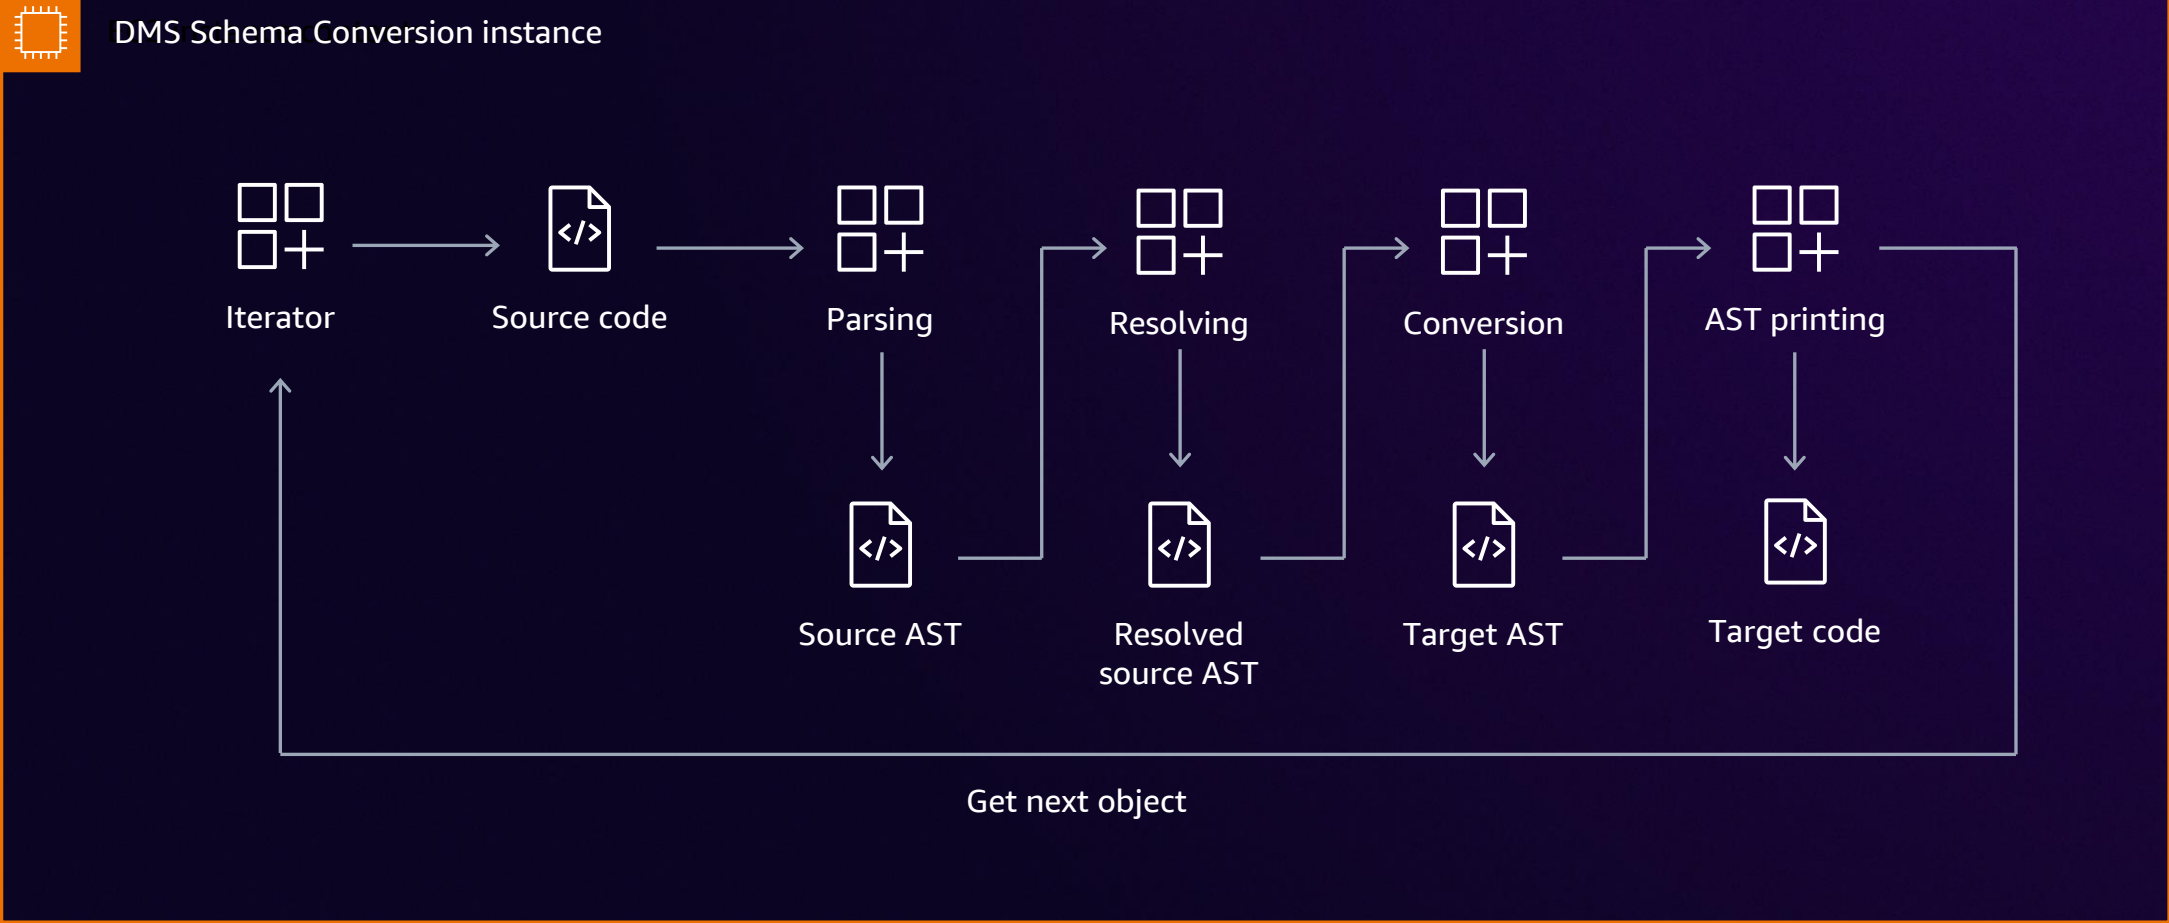 DMS Schema Conversion instance
Iterator
Source code
Parsing
Resolving
Conversion
AST printing
Source AST
Resolved
source AST
Target AST
Target code
Get next object